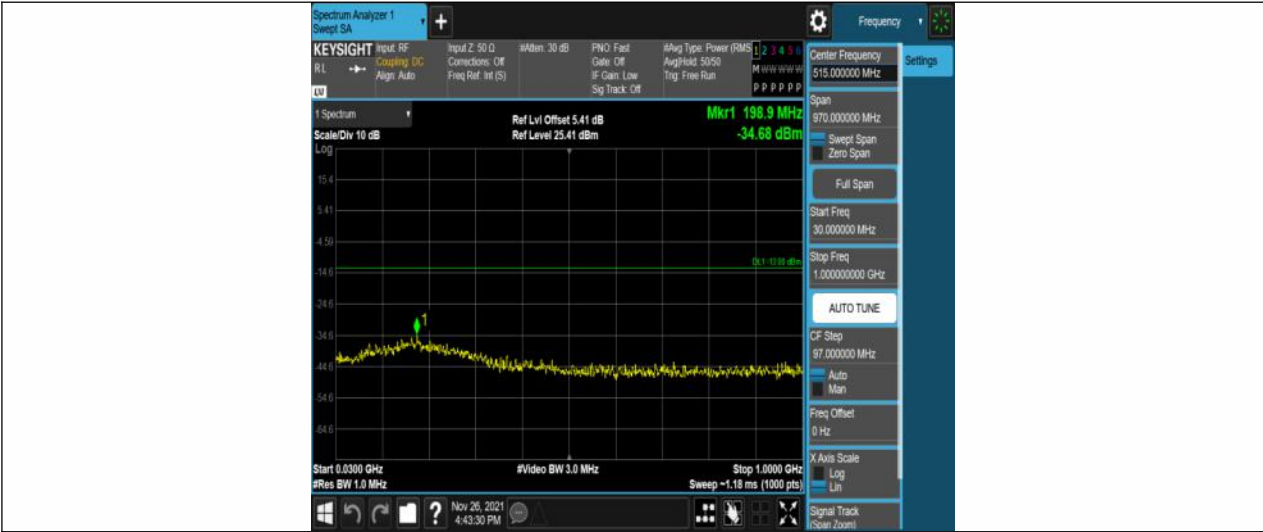 Spectrum Analyzer 1
Swept SA
+
Frequency
KEYSIGHT
Input: RF
Coupling: DC
Align: Auto
Input Z: 50 Ω
Corrections: Off
Freq Ref: Int (S)
#Atten: 30 dB
PNO: Fast
Gate: Off
IF Gain: Low
Sig Track: Off
#Avg Type: Power (RMS
Avg|Hold: 50/50
Trig: Free Run
1 2 3 4 5 6
M W W W W W
P P P P P P
R L
Center Frequency
515.000000 MHz
Settings
1 Spectrum
Ref Lvl Offset 5.41 dB
Mkr1 198.9 MHz
Scale/Div 10 dB
Ref Level 25.41 dBm
-34.68 dBm
Span
970.000000 MHz
Swept Span
Zero Span
Full Span
Start Freq
30.000000 MHz
Stop Freq
1.000000000 GHz
AUTO TUNE
CF Step
97.000000 MHz
Auto
Man
Freq Offset
0 Hz
X Axis Scale
Log
Lin
Signal Track
(Span Zoom)
Log
15.4
5.41
-4.59
DL1 -13.00 dBm
-14.6
-24.6
1
-34.6
-44.6
-54.6
-64.6
Start 0.0300 GHz
#Video BW 3.0 MHz
Stop 1.0000 GHz
#Res BW 1.0 MHz
Sweep ~1.18 ms (1000 pts)
?
Nov 26, 2021
4:43:30 PM